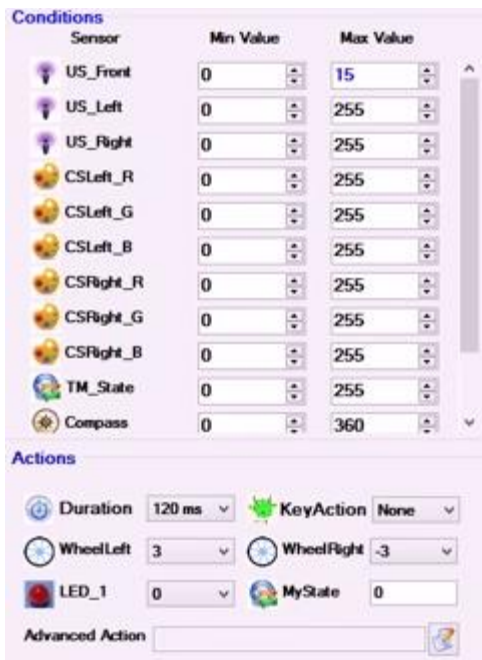 Conditions
Sensor Min Value Max Value
US_Front 0 15
US_Left 0 255
US_Right 0 255
CSLeft_R 0 255
CSLeft_G 0 255
CSLeft_B 0 255
CSRight_R 0 255
CSRight_G 0 255
CSRight_B 0 255
TM_State 0 255
Compass 0 360
Actions
Duration 120 ms KeyAction None
WheelLeft 3 WheelRight -3
LED_1 0 MyState 0
Advanced Action